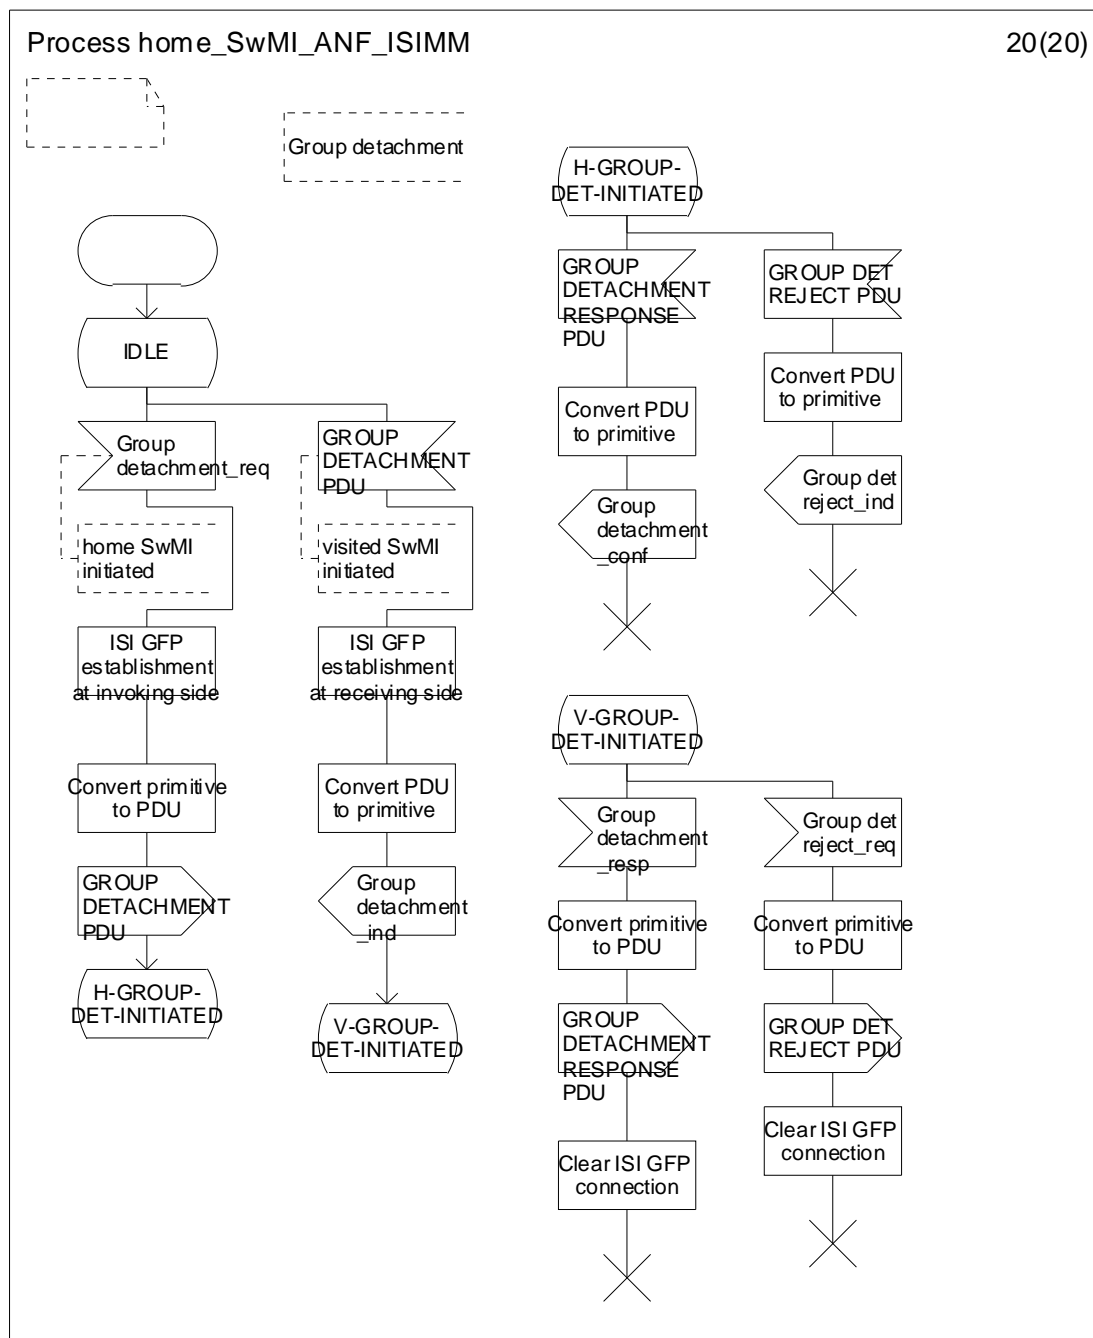 Process home_SwMI_ANF_ISIMM
20(20)
Group detachment
IDLE
Group
detachment_req
home SwMI
initiated
ISI GFP
establishment
at invoking side
Convert primitive
to PDU
GROUP
DETACHMENT
PDU
H-GROUP-
DET-INITIATED
GROUP
DETACHMENT
PDU
visited SwMI
initiated
ISI GFP
establishment
at receiving side
Convert PDU
to primitive
Group
detachment
_ind
V-GROUP-
DET-INITIATED
H-GROUP-
DET-INITIATED
GROUP
DETACHMENT
RESPONSE
PDU
Convert PDU
to primitive
Group
detachment
_conf
GROUP DET
REJECT PDU
Convert PDU
to primitive
Group det
reject_ind
V-GROUP-
DET-INITIATED
Group
detachment
_resp
Convert primitive
to PDU
GROUP
DETACHMENT
RESPONSE
PDU
Clear ISI GFP
connection
Group det
reject_req
Convert primitive
to PDU
GROUP DET
REJECT PDU
Clear ISI GFP
connection